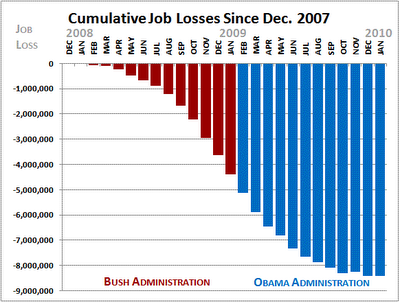 Cumulative Job Losses Since Dec. 2007
JOB LOSS
2008 2009 2010
DEC JAN FEB MAR APR MAY JUN JUL AUG SEP OCT NOV DEC JAN FEB MAR APR MAY JUN JUL AUG SEP OCT NOV DEC JAN
0
-1,000,000
-2,000,000
-3,000,000
-4,000,000
-5,000,000
-6,000,000
-7,000,000
-8,000,000
-9,000,000
BUSH ADMINISTRATION OBAMA ADMINISTRATION